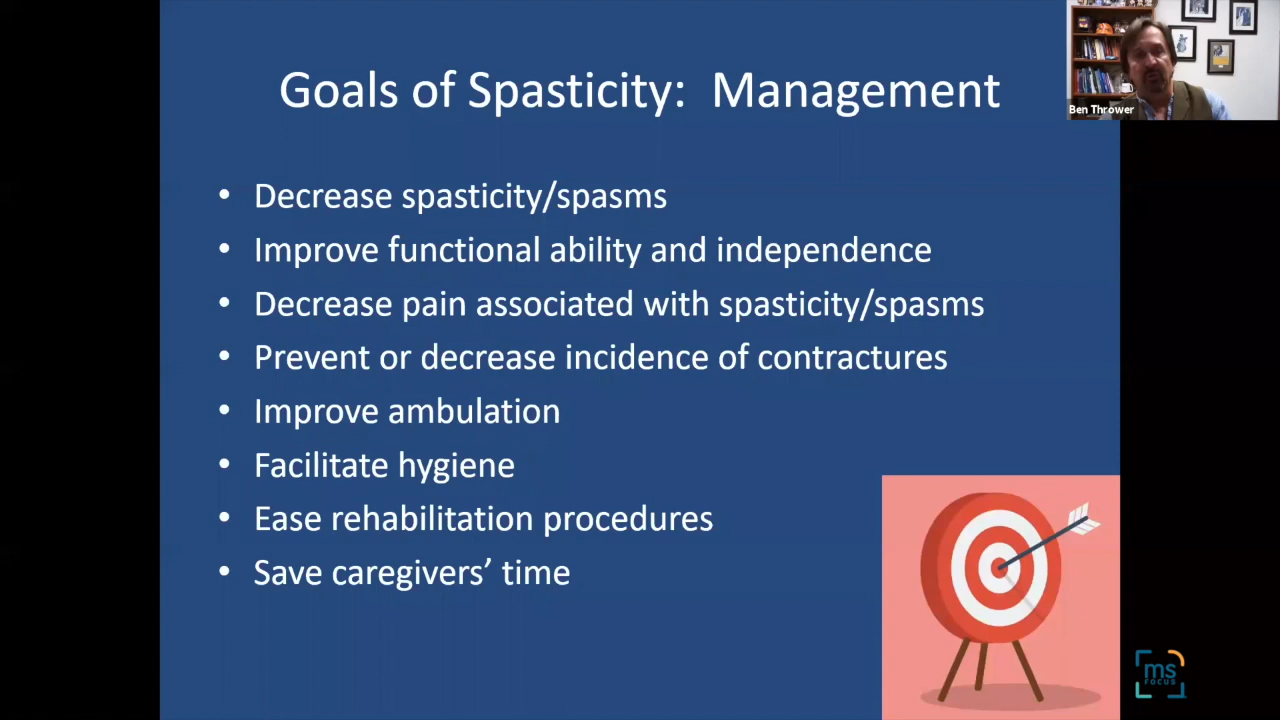 Goals of Spasticity:  Management
Ben Thrower
• Decrease spasticity/spasms
• Improve functional ability and independence
• Decrease pain associated with spasticity/spasms
• Prevent or decrease incidence of contractures
• Improve ambulation
• Facilitate hygiene
• Ease rehabilitation procedures
• Save caregivers’ time
ms
FOCUS